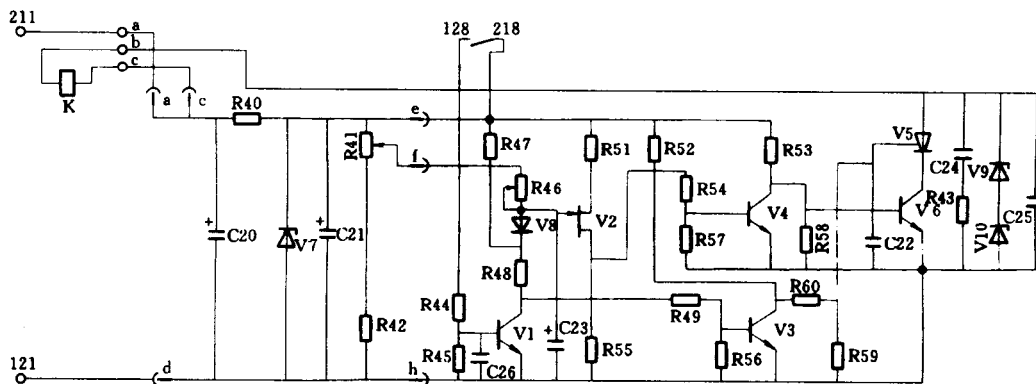 211
a
b
c
K
a
c
R40
e
128
218
R41
f
R47
R46
V8
R51
V2
R52
R54
R57
R53
V4
R58
V5
C24
V9
R43
V6
V10
C25
C22
C20
V7
C21
R48
R44
R42
R45
V1
C26
C23
R55
R49
R56
V3
R60
R59
121
d
h